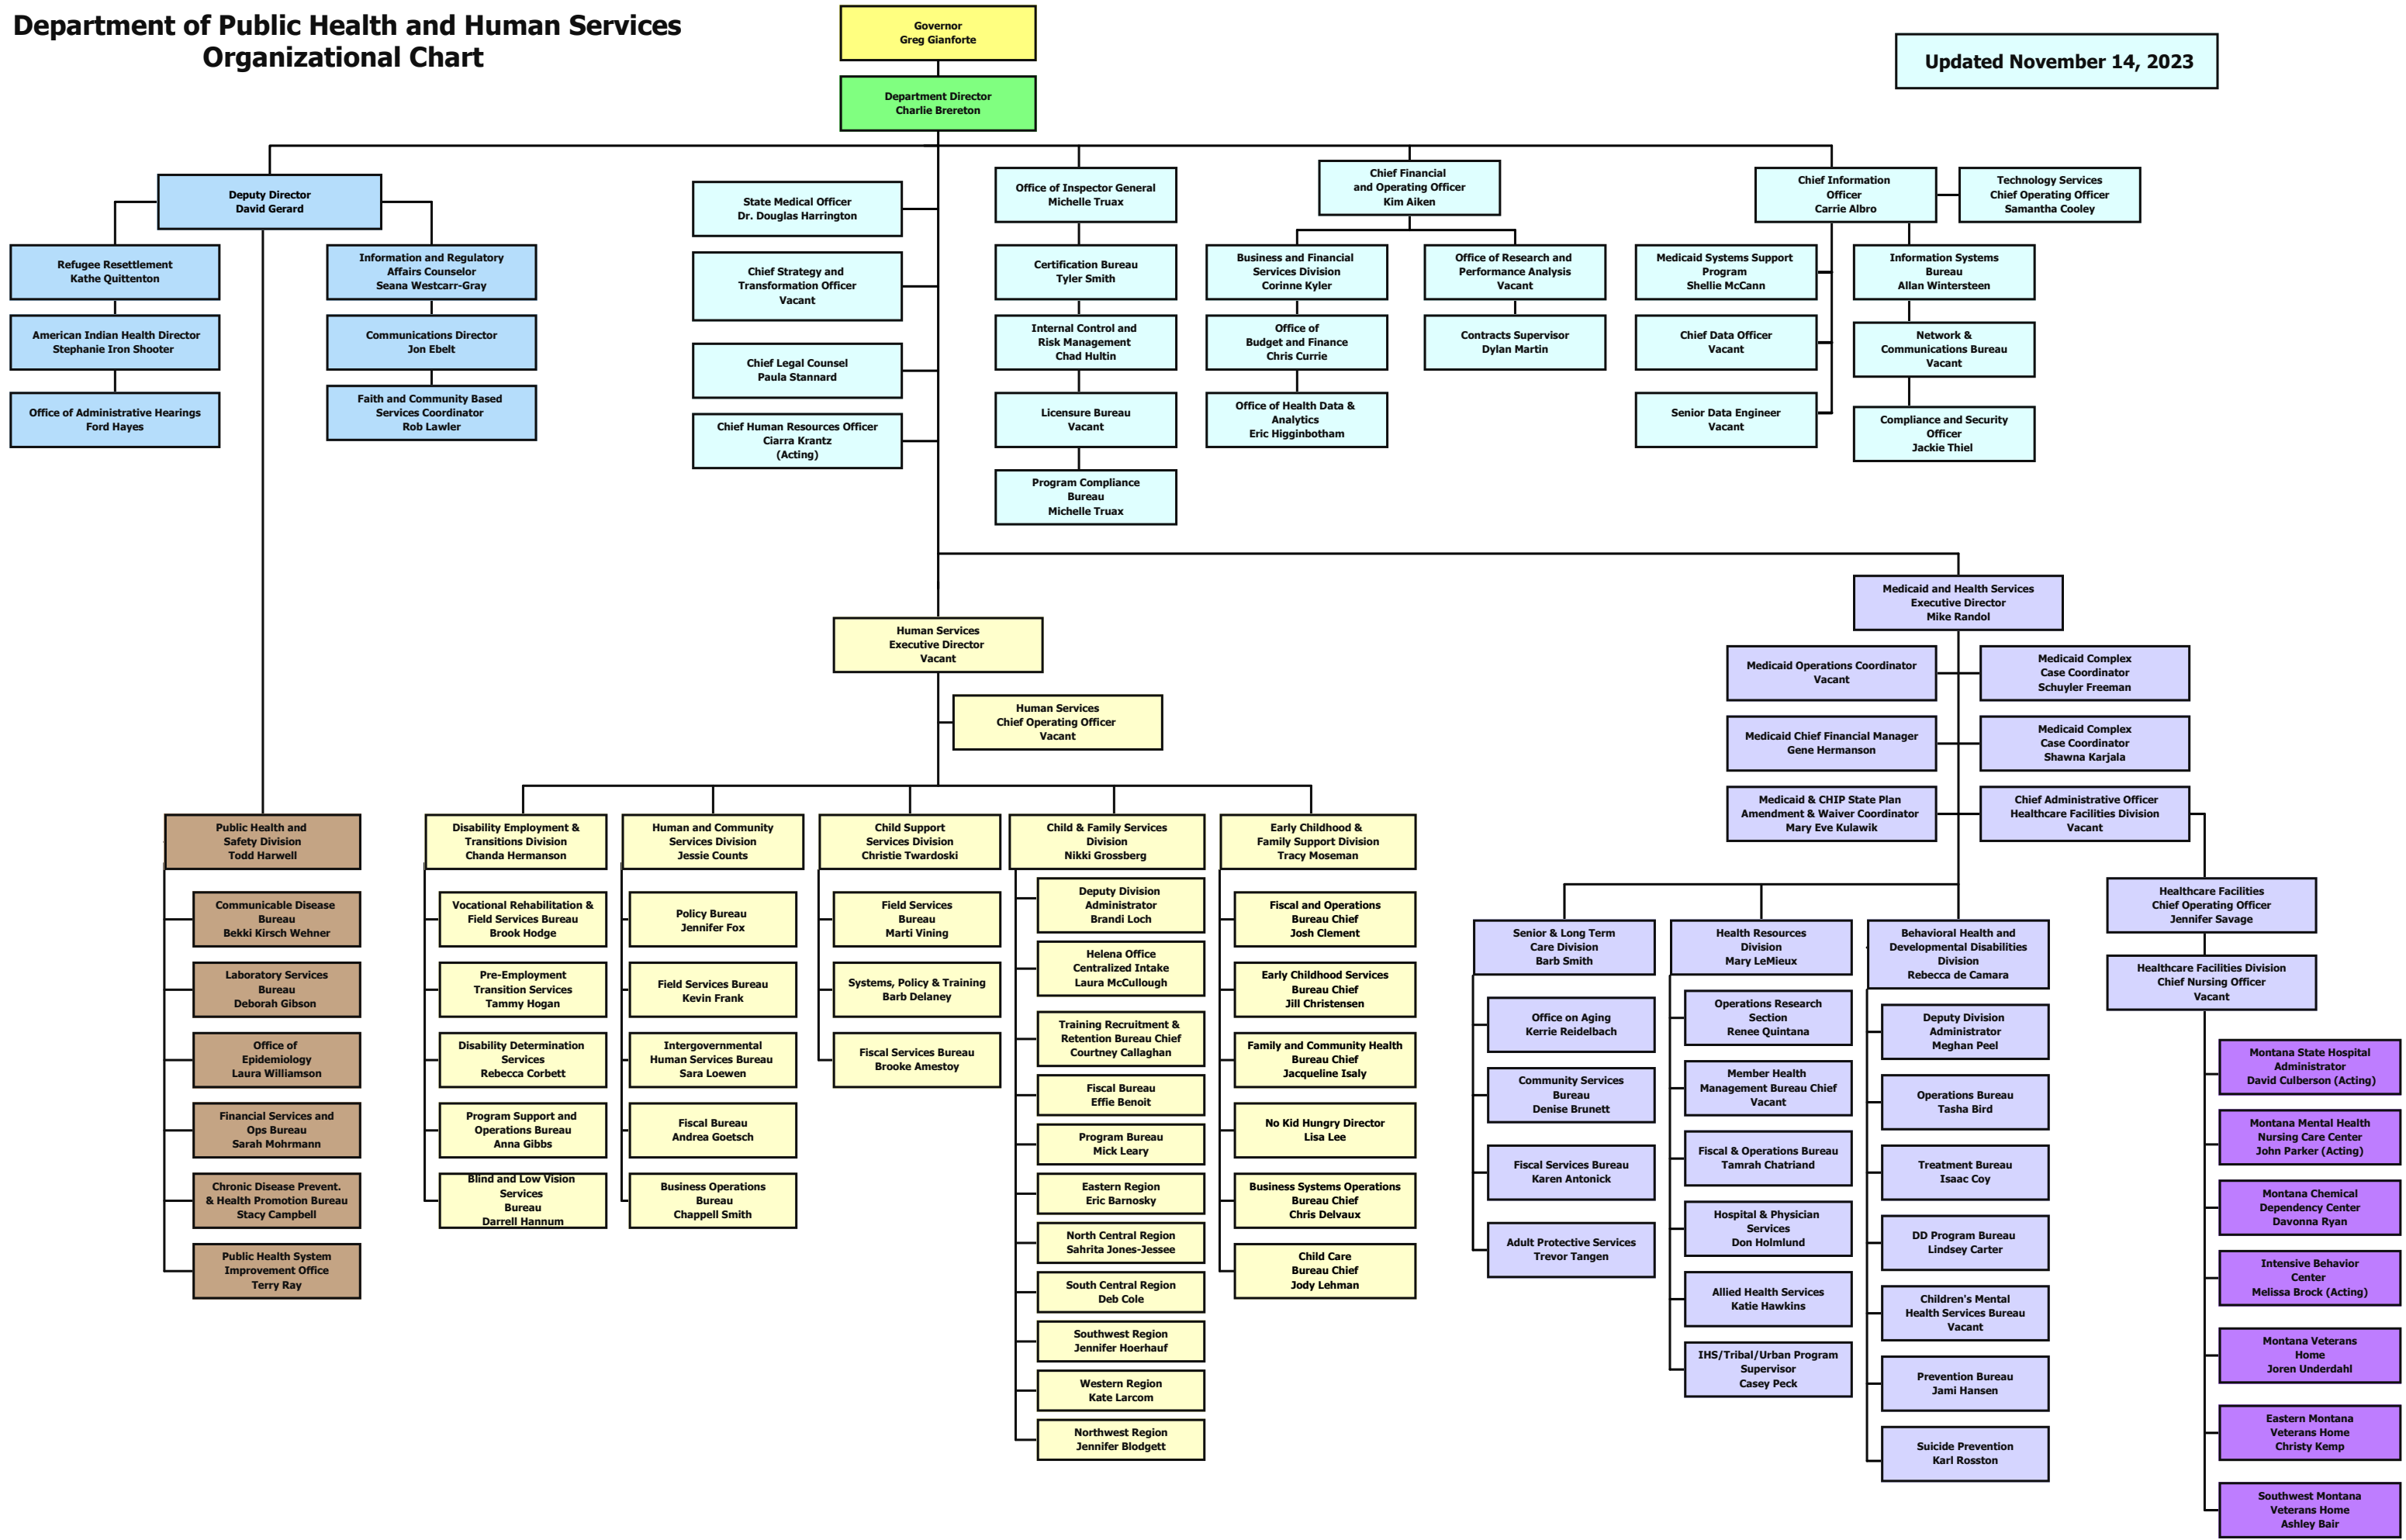 Department of Public Health and Human Services
Organizational Chart
Governor
Greg Gianforte
Updated November 14, 2023
Department Director
Charlie Brereton
Deputy Director
David Gerard
Refugee Resettlement
Kathe Quittenton
American Indian Health Director
Stephanie Iron Shooter
Office of Administrative Hearings
Ford Hayes
Information and Regulatory
Affairs Counselor
Seana Westcarr-Gray
Communications Director
Jon Ebelt
Faith and Community Based
Services Coordinator
Rob Lawler
State Medical Officer
Dr. Douglas Harrington
Chief Strategy and
Transformation Officer
Vacant
Chief Legal Counsel
Paula Stannard
Chief Human Resources Officer
Ciarra Krantz
(Acting)
Office of Inspector General
Michelle Truax
Certification Bureau
Tyler Smith
Internal Control and
Risk Management
Chad Hultin
Licensure Bureau
Vacant
Program Compliance
Bureau
Michelle Truax
Chief Financial
and Operating Officer
Kim Aiken
Business and Financial
Services Division
Corinne Kyler
Office of
Budget and Finance
Chris Currie
Office of Health Data &
Analytics
Eric Higginbotham
Office of Research and
Performance Analysis
Vacant
Contracts Supervisor
Dylan Martin
Chief Information
Officer
Carrie Albro
Technology Services
Chief Operating Officer
Samantha Cooley
Medicaid Systems Support
Program
Shellie McCann
Chief Data Officer
Vacant
Senior Data Engineer
Vacant
Information Systems
Bureau
Allan Wintersteen
Network &
Communications Bureau
Vacant
Compliance and Security
Officer
Jackie Thiel
Human Services
Executive Director
Vacant
Human Services
Chief Operating Officer
Vacant
Medicaid and Health Services
Executive Director
Mike Randol
Medicaid Operations Coordinator
Vacant
Medicaid Complex
Case Coordinator
Schuyler Freeman
Medicaid Chief Financial Manager
Gene Hermanson
Medicaid Complex
Case Coordinator
Shawna Karjala
Medicaid & CHIP State Plan
Amendment & Waiver Coordinator
Mary Eve Kulawik
Chief Administrative Officer
Healthcare Facilities Division
Vacant
Public Health and
Safety Division
Todd Harwell
Communicable Disease
Bureau
Bekki Kirsch Wehner
Laboratory Services
Bureau
Deborah Gibson
Office of
Epidemiology
Laura Williamson
Financial Services and
Ops Bureau
Sarah Mohrmann
Chronic Disease Prevent.
& Health Promotion Bureau
Stacy Campbell
Public Health System
Improvement Office
Terry Ray
Disability Employment &
Transitions Division
Chanda Hermanson
Vocational Rehabilitation &
Field Services Bureau
Brook Hodge
Pre-Employment
Transition Services
Tammy Hogan
Disability Determination
Services
Rebecca Corbett
Program Support and
Operations Bureau
Anna Gibbs
Blind and Low Vision
Services
Bureau
Darrell Hannum
Human and Community
Services Division
Jessie Counts
Policy Bureau
Jennifer Fox
Field Services Bureau
Kevin Frank
Intergovernmental
Human Services Bureau
Sara Loewen
Fiscal Bureau
Andrea Goetsch
Business Operations
Bureau
Chappell Smith
Child Support
Services Division
Christie Twardoski
Field Services
Bureau
Marti Vining
Systems, Policy & Training
Barb Delaney
Fiscal Services Bureau
Brooke Amestoy
Child & Family Services
Division
Nikki Grossberg
Deputy Division
Administrator
Brandi Loch
Helena Office
Centralized Intake
Laura McCullough
Training Recruitment &
Retention Bureau Chief
Courtney Callaghan
Fiscal Bureau
Effie Benoit
Program Bureau
Mick Leary
Eastern Region
Eric Barnosky
North Central Region
Sahrita Jones-Jessee
South Central Region
Deb Cole
Southwest Region
Jennifer Hoerhauf
Western Region
Kate Larcom
Northwest Region
Jennifer Blodgett
Early Childhood &
Family Support Division
Tracy Moseman
Fiscal and Operations
Bureau Chief
Josh Clement
Early Childhood Services
Bureau Chief
Jill Christensen
Family and Community Health
Bureau Chief
Jacqueline Isaly
No Kid Hungry Director
Lisa Lee
Business Systems Operations
Bureau Chief
Chris Delvaux
Child Care
Bureau Chief
Jody Lehman
Senior & Long Term
Care Division
Barb Smith
Office on Aging
Kerrie Reidelbach
Community Services
Bureau
Denise Brunett
Fiscal Services Bureau
Karen Antonick
Adult Protective Services
Trevor Tangen
Health Resources
Division
Mary LeMieux
Operations Research
Section
Renee Quintana
Member Health
Management Bureau Chief
Vacant
Fiscal & Operations Bureau
Tamrah Chatriand
Hospital & Physician
Services
Don Holmlund
Allied Health Services
Katie Hawkins
IHS/Tribal/Urban Program
Supervisor
Casey Peck
Behavioral Health and
Developmental Disabilities
Division
Rebecca de Camara
Deputy Division
Administrator
Meghan Peel
Operations Bureau
Tasha Bird
Treatment Bureau
Isaac Coy
DD Program Bureau
Lindsey Carter
Children's Mental
Health Services Bureau
Vacant
Prevention Bureau
Jami Hansen
Suicide Prevention
Karl Rosston
Healthcare Facilities
Chief Operating Officer
Jennifer Savage
Healthcare Facilities Division
Chief Nursing Officer
Vacant
Montana State Hospital
Administrator
David Culberson (Acting)
Montana Mental Health
Nursing Care Center
John Parker (Acting)
Montana Chemical
Dependency Center
Davonna Ryan
Intensive Behavior
Center
Melissa Brock (Acting)
Montana Veterans
Home
Joren Underdahl
Eastern Montana
Veterans Home
Christy Kemp
Southwest Montana
Veterans Home
Ashley Bair